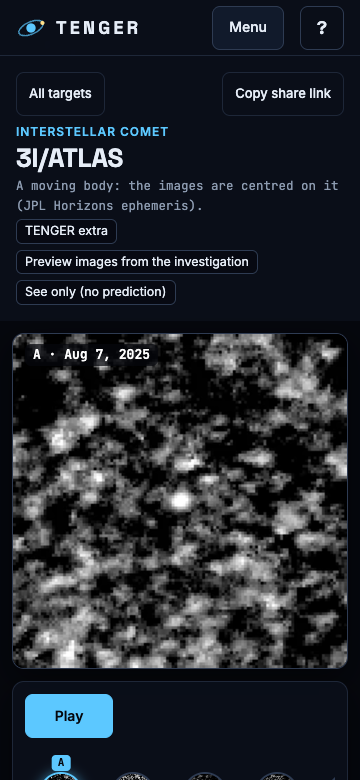 TENGER
Menu
?
All targets
Copy share link
INTERSTELLAR COMET
3I/ATLAS
A moving body: the images are centred on it
(JPL Horizons ephemeris).
TENGER extra
Preview images from the investigation
See only (no prediction)
A · Aug 7, 2025
Play
A